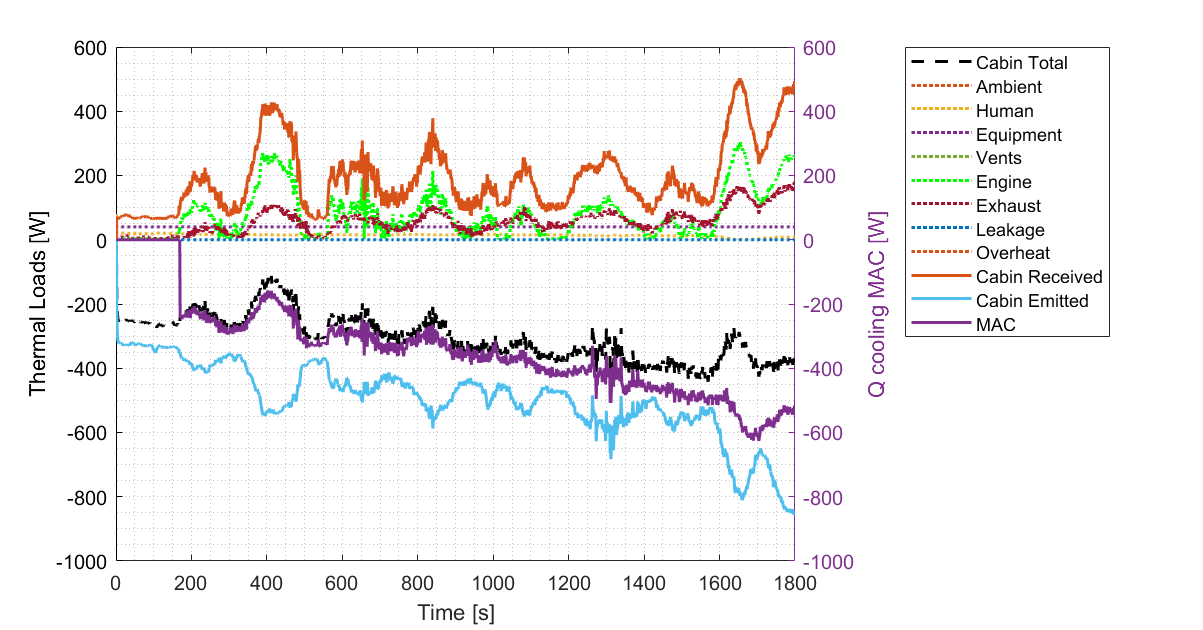 600
400
200
0
-200
-400
-600
-800
-1000
Thermal Loads [W]
0
200
400
600
800
1000
1200
1400
1600
1800
Time [s]
600
400
200
0
-200
-400
-600
-800
-1000
Q cooling MAC [W]
Cabin Total
Ambient
Human
Equipment
Vents
Engine
Exhaust
Leakage
Overheat
Cabin Received
Cabin Emitted
MAC